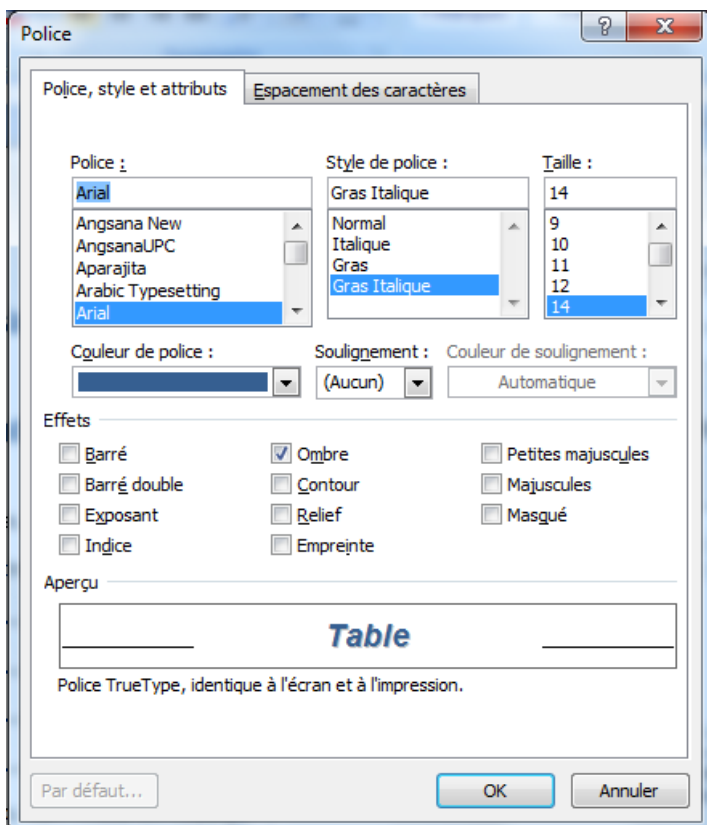 Police
Police, style et attributs Espacement des caractères
Police : Style de police : Taille :
Arial Gras Italique 14
Angsana New Normal 9
AngsanaUPC Italique 10
Aparajita Gras 11
Arabic Typesetting Gras Italique 12
Arial 14
Couleur de police : Soulignement : Couleur de soulignement :
(Aucun) Automatique
Effets
Barré Ombre Petites majuscules
Barré double Contour Majuscules
Exposant Relief Masqué
Indice Empreinte
Aperçu
Table
Police TrueType, identique à l'écran et à l'impression.
Par défaut... OK Annuler